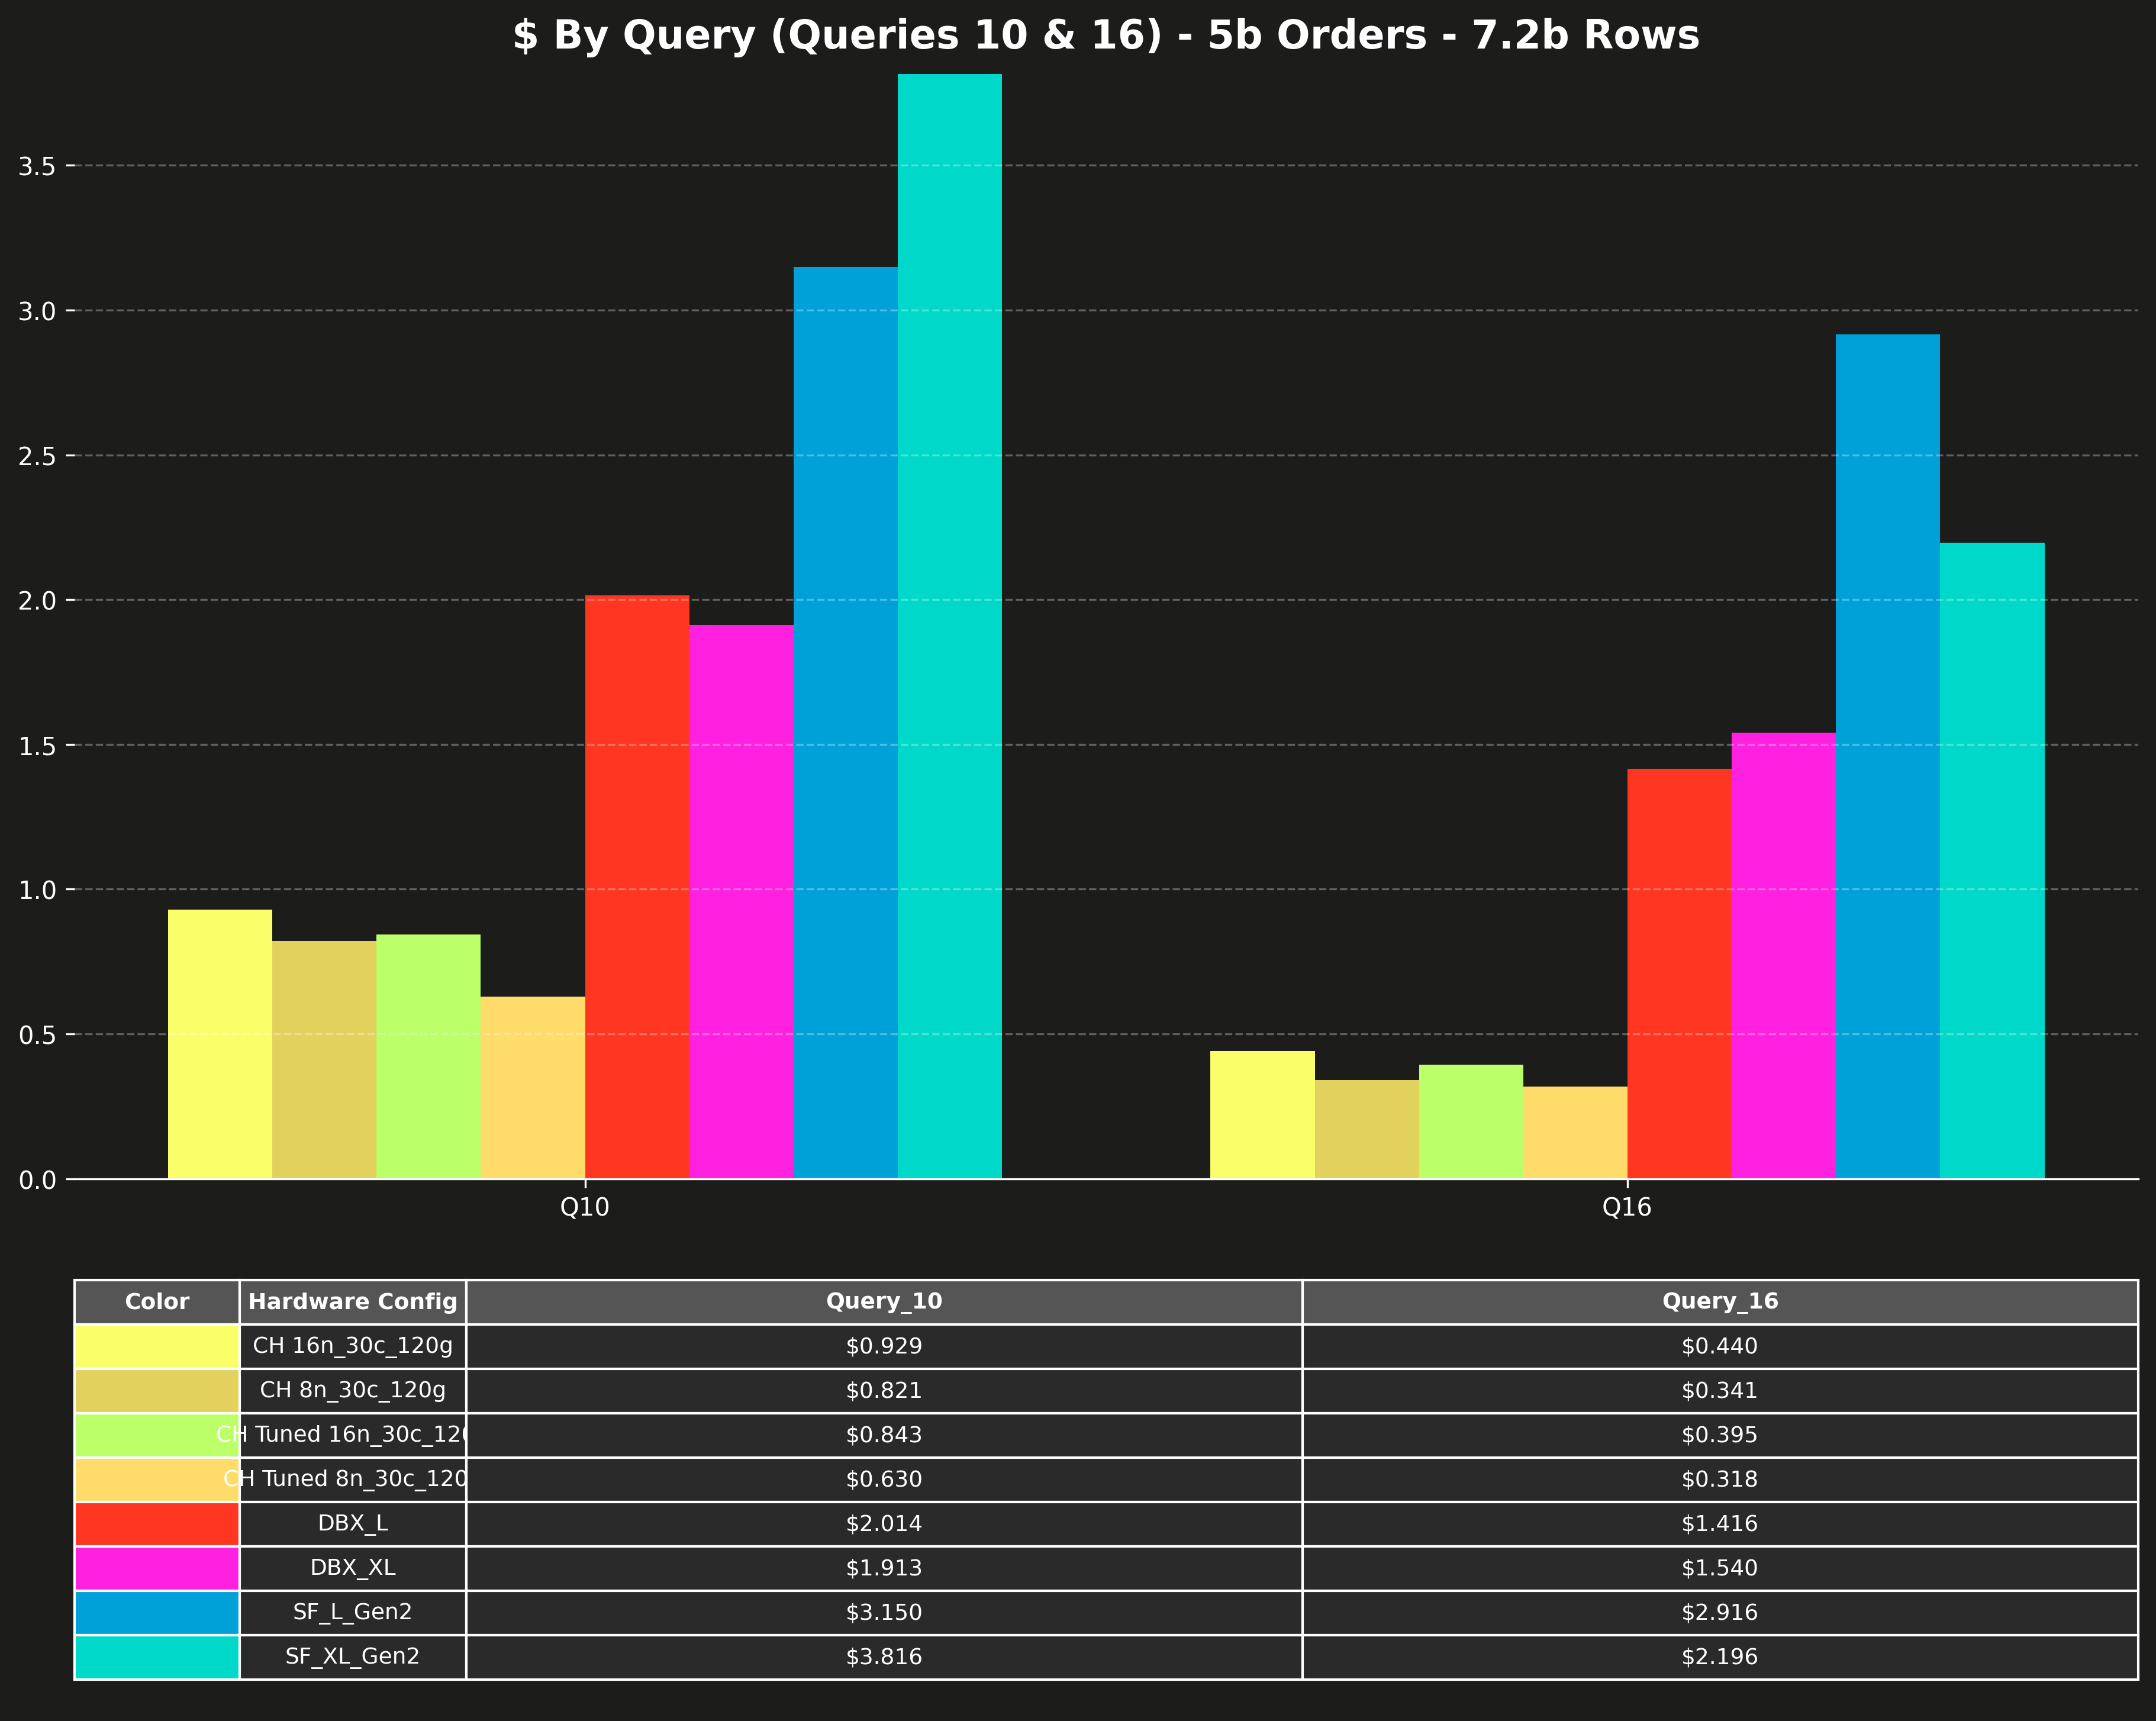 $ By Query (Queries 10 & 16) - 5b Orders - 7.2b Rows
3.5
3.0
2.5
2.0
1.5
1.0
0.5
0.0
Q10 Q16
Color Hardware Config Query_10 Query_16
CH 16n_30c_120g $0.929 $0.440
CH 8n_30c_120g $0.821 $0.341
CH Tuned 16n_30c_12 $0.843 $0.395
CH Tuned 8n_30c_120 $0.630 $0.318
DBX_L $2.014 $1.416
DBX_XL $1.913 $1.540
SF_L_Gen2 $3.150 $2.916
SF_XL_Gen2 $3.816 $2.196